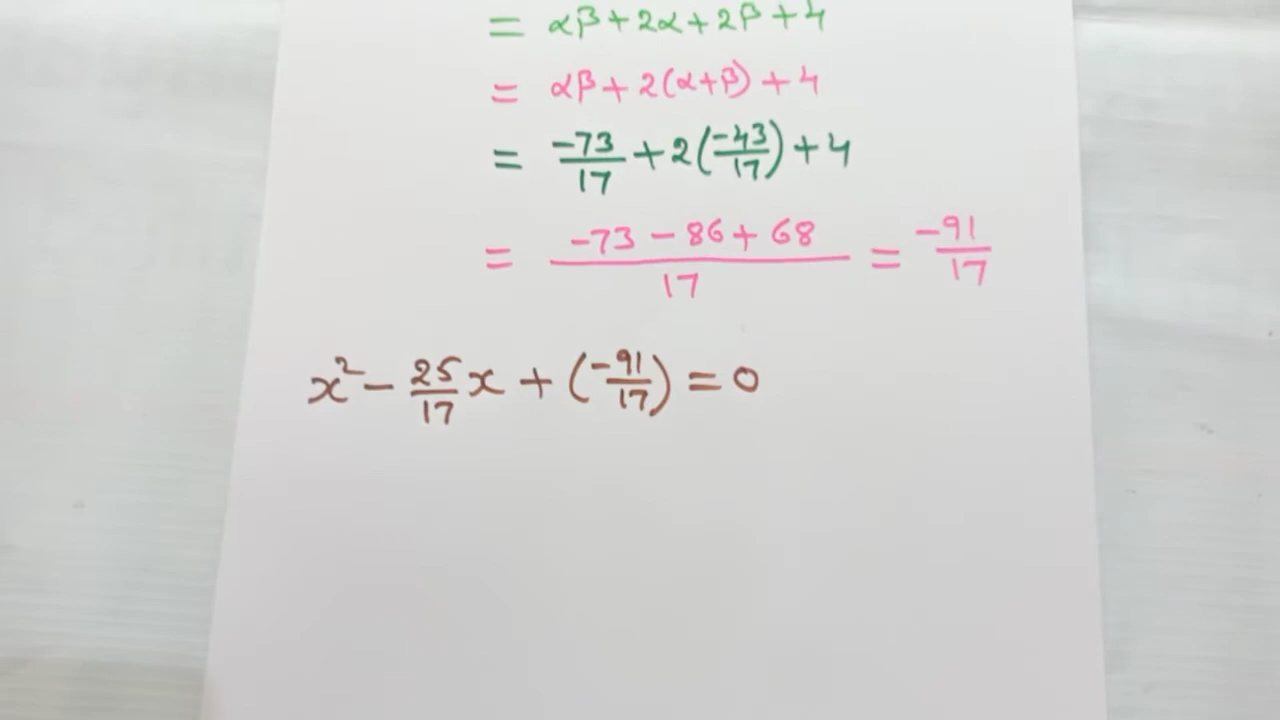 = αβ + 2α + 2β + 4
= αβ + 2(α+β) + 4
= -73/17 + 2(-43/17) + 4
= (-73 - 86 + 68)/17 = -91/17
x² - 25/17 x + (-91/17) = 0